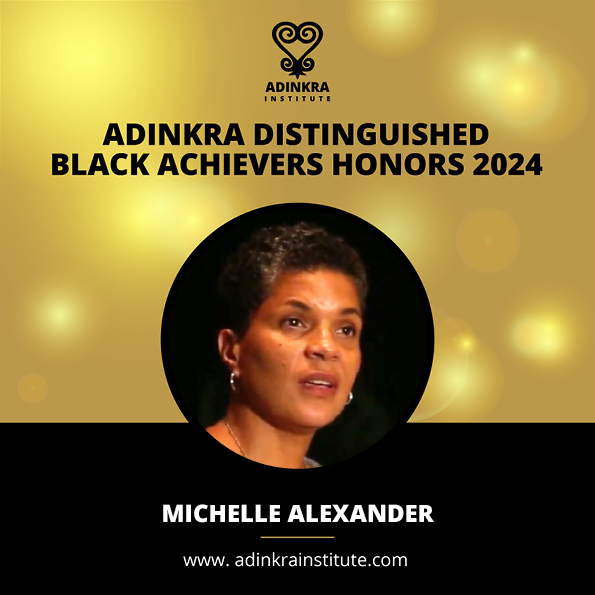 ADINKRA
INSTITUTE
ADINKRA DISTINGUISHED
BLACK ACHIEVERS HONORS 2024
MICHELLE ALEXANDER
www. adinkrainstitute.com